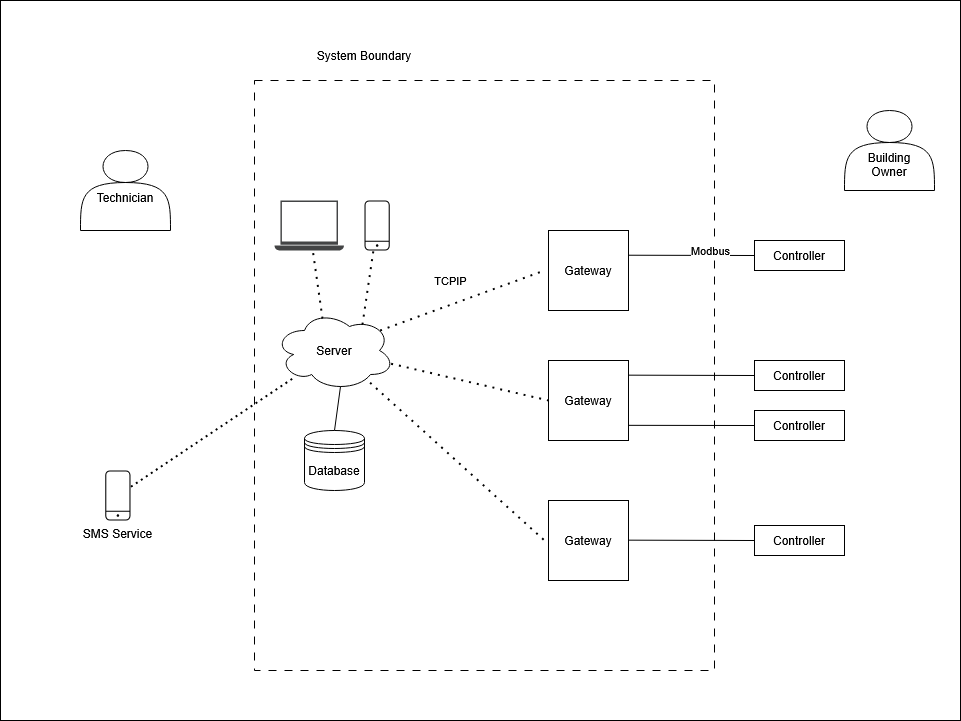 System Boundary
Technician
Building
Owner
Modbus
Controller
Gateway
TCPIP
Server
Controller
Gateway
Controller
Database
SMS Service
Gateway
Controller